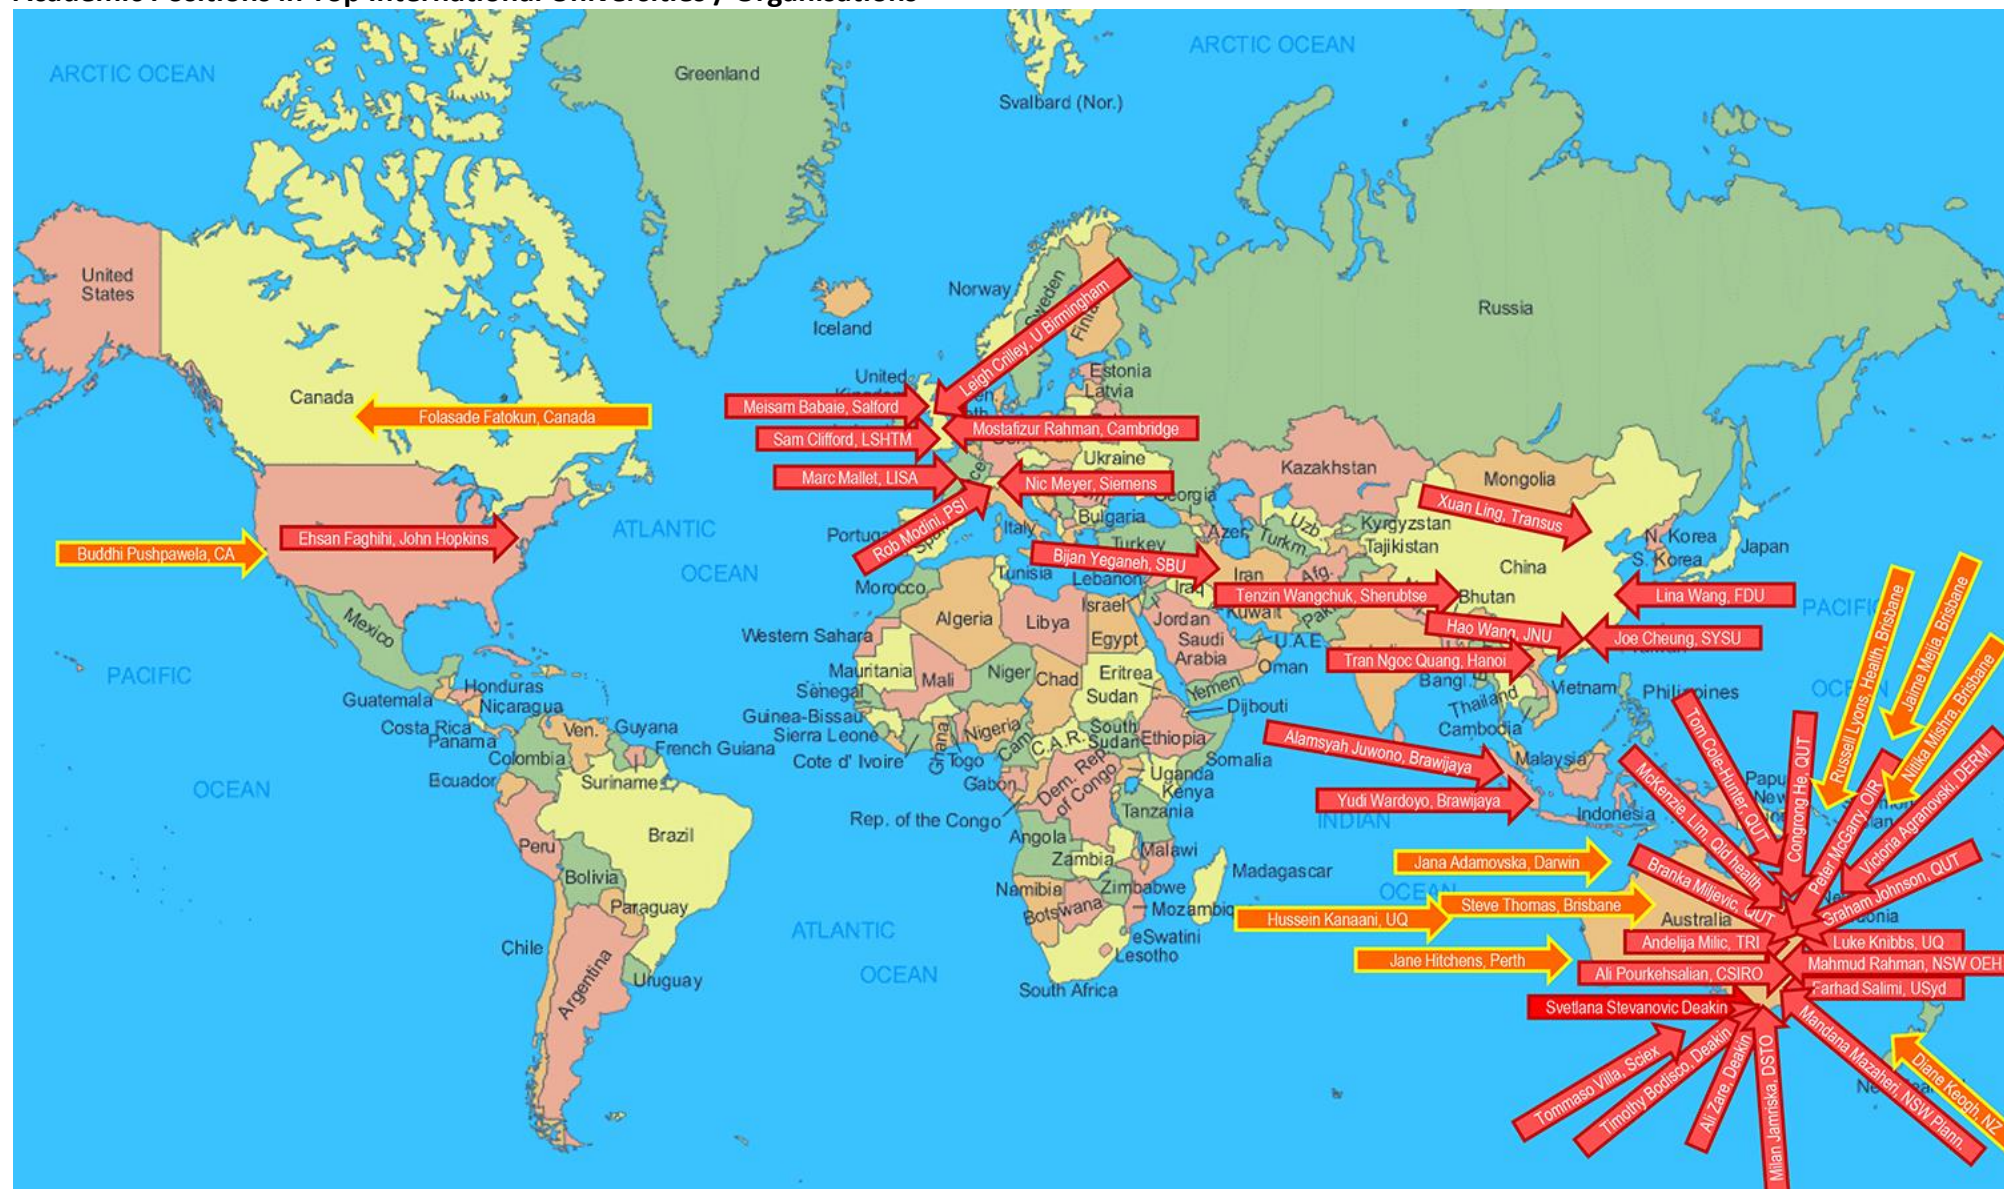 Academic Positions in Top International Universities / Organisations
ARCTIC OCEAN
ARCTIC OCEAN
Greenland
Svalbard (Nor.)
United
States
Canada
Iceland
Norway
Sweden
Russia
Leigh Crilley, U Birmingham
United
Estonia
Latvia
Folasade Fatokun, Canada
Meisam Babaie, Salford
Mostafizur Rahman, Cambridge
Sam Clifford, LSHTM
Ukraine
Kazakhstan
Mongolia
Marc Mallet, LISA
Nic Meyer, Siemens
Rob Modini, PSI
Georgia
Xuan Ling, Transus
ATLANTIC
OCEAN
Italy
Bulgaria
Azer.
Uzb.
Turkm.
Kyrgyzstan
Tajikistan
N. Korea
S. Korea
Japan
Ehsan Faghihi, John Hopkins
Buddhi Pushpawela, CA
Turkey
Bijan Yeganeh, SBU
Iran
Afg.
China
Morocco
Tunisia
Lebanon
Iraq
Tenzin Wangchuk, Sherubtse
Bhutan
Lina Wang, FDU
PACIFIC
OCEAN
Mexico
Western Sahara
Algeria
Libya
Israel
Egypt
Jordan
Saudi
Arabia
Kuwait
U.A.E
Oman
Hao Wang, JNU
Joe Cheung, SYSU
Tran Ngoc Quang, Hanoi
Bangl.
PACIFIC
OCEAN
Guatemala
Honduras
Nicaragua
Costa Rica
Panama
Mauritania
Senegal
Guinea-Bissau
Sierra Leone
Mali
Niger
Chad
Eritrea
Sudan
Yemen
Djibouti
Thailand
Vietnam
Cambodia
Philippines
Ven.
Guyana
French Guiana
Colombia
Suriname
Ecuador
Cote d' Ivoire
Ghana
Togo
Nigeria
Cam.
C.A.R.
South
Sudan
Ethiopia
Somalia
Gabon
Rep. of the Congo
Dem. Rep.
of Congo
Uganda
Kenya
Tanzania
Alamsyah Juwono, Brawijaya
Yudi Wardoyo, Brawijaya
INDIAN
OCEAN
Malaysia
Indonesia
Brazil
Peru
Bolivia
Paraguay
Chile
Argentina
Uruguay
ATLANTIC
OCEAN
Angola
Zambia
Malawi
Namibia
Zimbabwe
Botswana
Madagascar
eSwatini
Lesotho
South Africa
Russell Lyons, Health, Brisbane
Jaime Mejia, Brisbane
Nitika Mishra, Brisbane
Tom Cole-Hunter, QUT
McKenzie, Lim, Qld health
Congrong He, QUT
Peter McGarry, OIR
Victoria Agranovski, DERM
Papu
Jana Adamovska, Darwin
Branka Miljevic, QUT
Graham Johnson, QUT
Steve Thomas, Brisbane
Hussein Kanaani, UQ
Australia
Andelija Milic, TRI
Luke Knibbs, UQ
Jane Hitchens, Perth
Ali Pourkehsalian, CSIRO
Mahmud Rahman, NSW OEH
Farhad Salimi, USyd
Svetlana Stevanovic Deakin
Tommaso Villa, Sciex
Timothy Bodisco, Deakin
Ali Zare, Deakin
Milan Jamriska, DSTO
Mandana Mazaheri, NSW Plann.
Diane Keogh, NZ